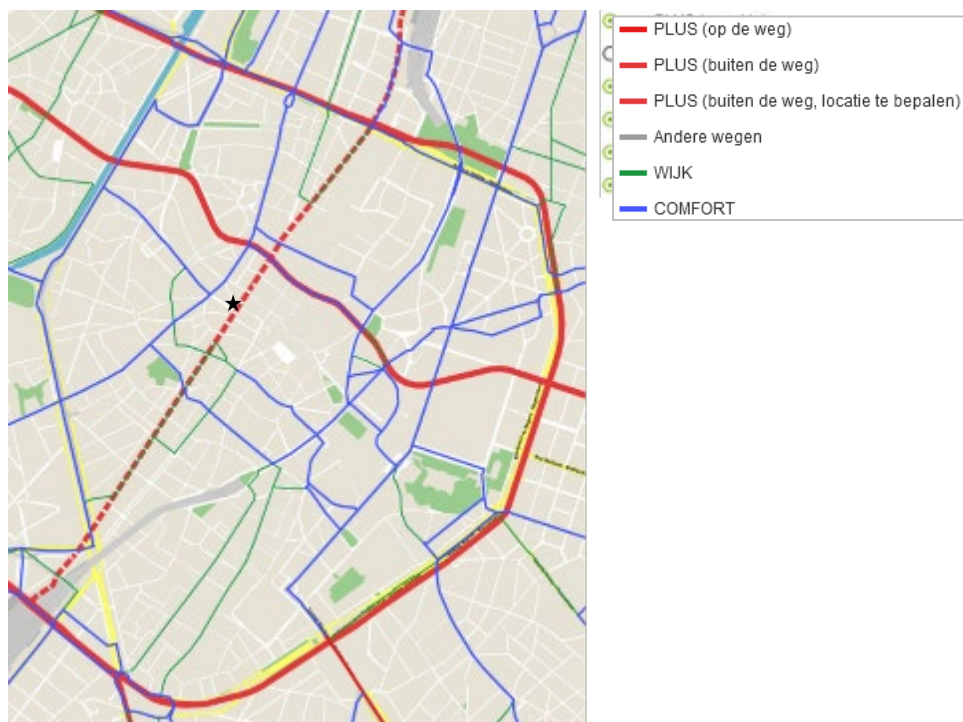 PLUS (op de weg)
PLUS (buiten de weg)
PLUS (buiten de weg, locatie te bepalen)
Andere wegen
WIJK
COMFORT